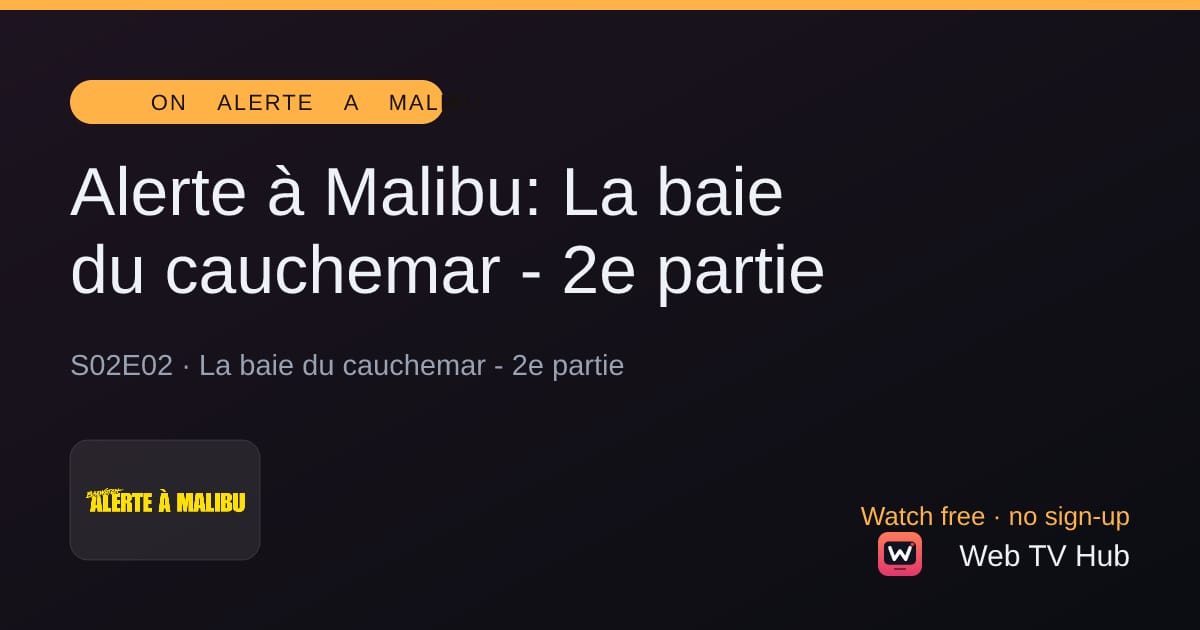 ON ALERTE A MALIBU
Alerte à Malibu: La baie
du cauchemar - 2e partie
S02E02 · La baie du cauchemar - 2e partie
ALERTE À MALIBU
Watch free · no sign-up
W
Web TV Hub